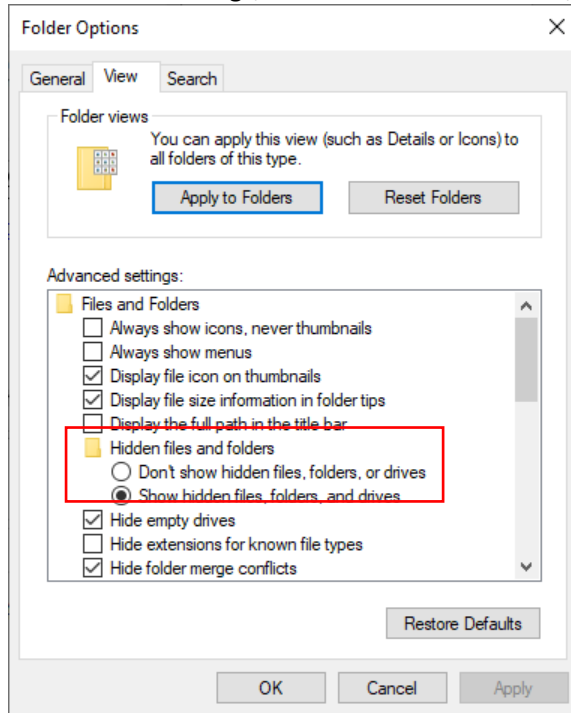 Folder Options
General View Search
Folder views
You can apply this view (such as Details or Icons) to
all folders of this type.
Apply to Folders Reset Folders
Advanced settings:
Files and Folders
Always show icons, never thumbnails
Always show menus
Display file icon on thumbnails
Display file size information in folder tips
Display the full path in the title bar
Hidden files and folders
Don't show hidden files, folders, or drives
Show hidden files, folders, and drives
Hide empty drives
Hide extensions for known file types
Hide folder merge conflicts
Restore Defaults
OK Cancel Apply